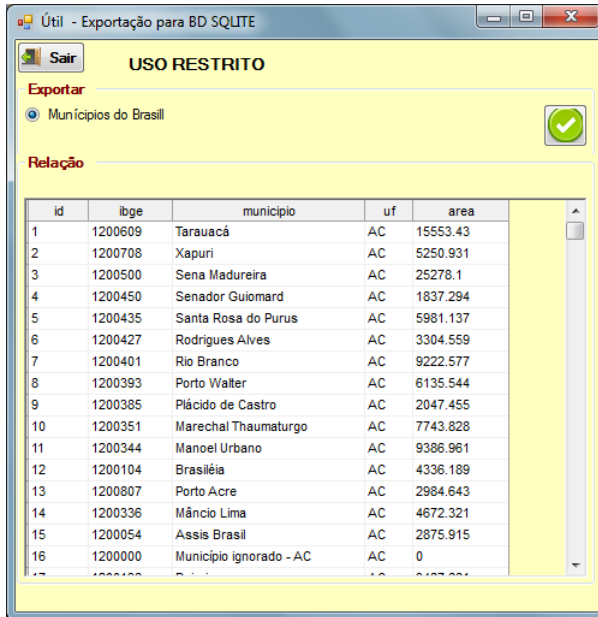 Útil - Exportação para BD SQLITE
Sair USO RESTRITO
Exportar
Munícipios do Brasill
Relação
id ibge municipio uf area
1 1200609 Tarauacá AC 15553.43
2 1200708 Xapuri AC 5250.931
3 1200500 Sena Madureira AC 25278.1
4 1200450 Senador Guiomard AC 1837.294
5 1200435 Santa Rosa do Purus AC 5981.137
6 1200427 Rodrigues Alves AC 3304.559
7 1200401 Rio Branco AC 9222.577
8 1200393 Porto Walter AC 6135.544
9 1200385 Plácido de Castro AC 2047.455
10 1200351 Marechal Thaumaturgo AC 7743.828
11 1200344 Manoel Urbano AC 9386.961
12 1200104 Brasiléia AC 4336.189
13 1200807 Porto Acre AC 2984.643
14 1200336 Mâncio Lima AC 4672.321
15 1200054 Assis Brasil AC 2875.915
16 1200000 Município ignorado - AC AC 0